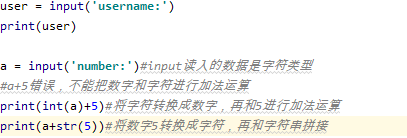 user = input('username:')
print(user)
a = input('number:')#input读入的数据是字符类型
#a+5错误，不能把数字和字符进行加法运算
print(int(a)+5)#将字符转换成数字，再和5进行加法运算
print(a+str(5))#将数字5转换成字符，再和字符串拼接